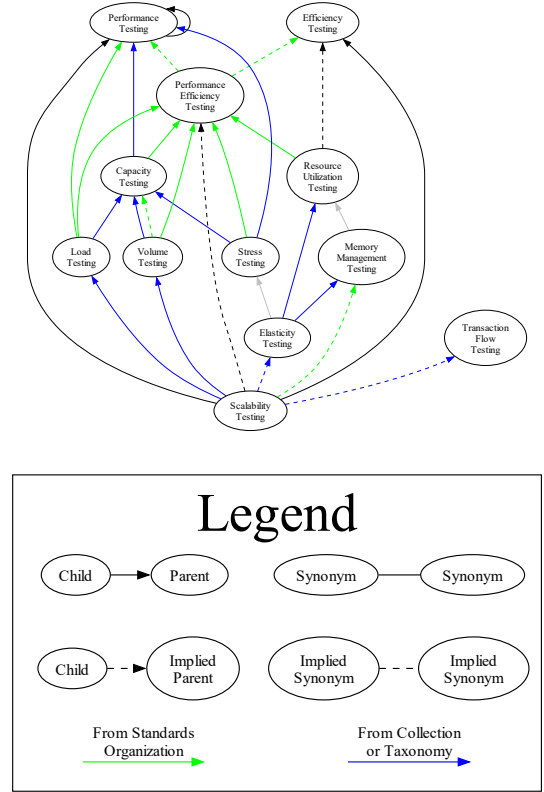 Performance
Testing
Efficiency
Testing
Performance
Efficiency
Testing
Capacity
Testing
Resource
Utilization
Testing
Load
Testing
Volume
Testing
Stress
Testing
Memory
Management
Testing
Elasticity
Testing
Transaction
Flow
Testing
Scalability
Testing
Legend
Child
Parent
Synonym
Synonym
Child
Implied
Parent
Implied
Synonym
Implied
Synonym
From Standards
Organization
From Collection
or Taxonomy